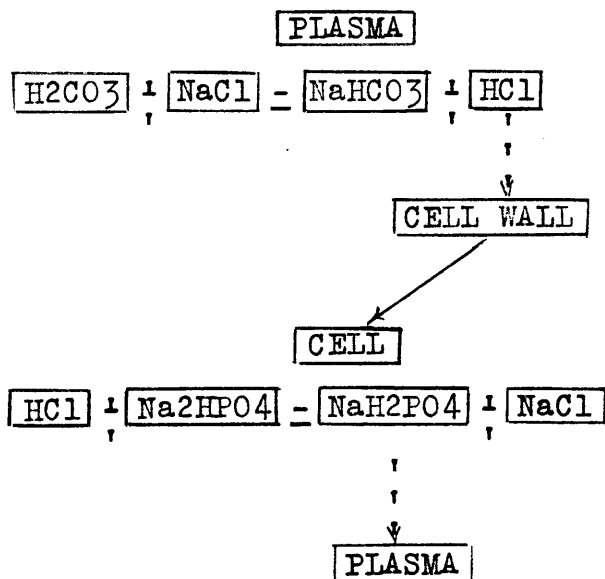 PLASMA
H2CO3 + NaCl = NaHCO3 + HCl
CELL WALL
CELL
HCl + Na2HPO4 = NaH2PO4 + NaCl
PLASMA